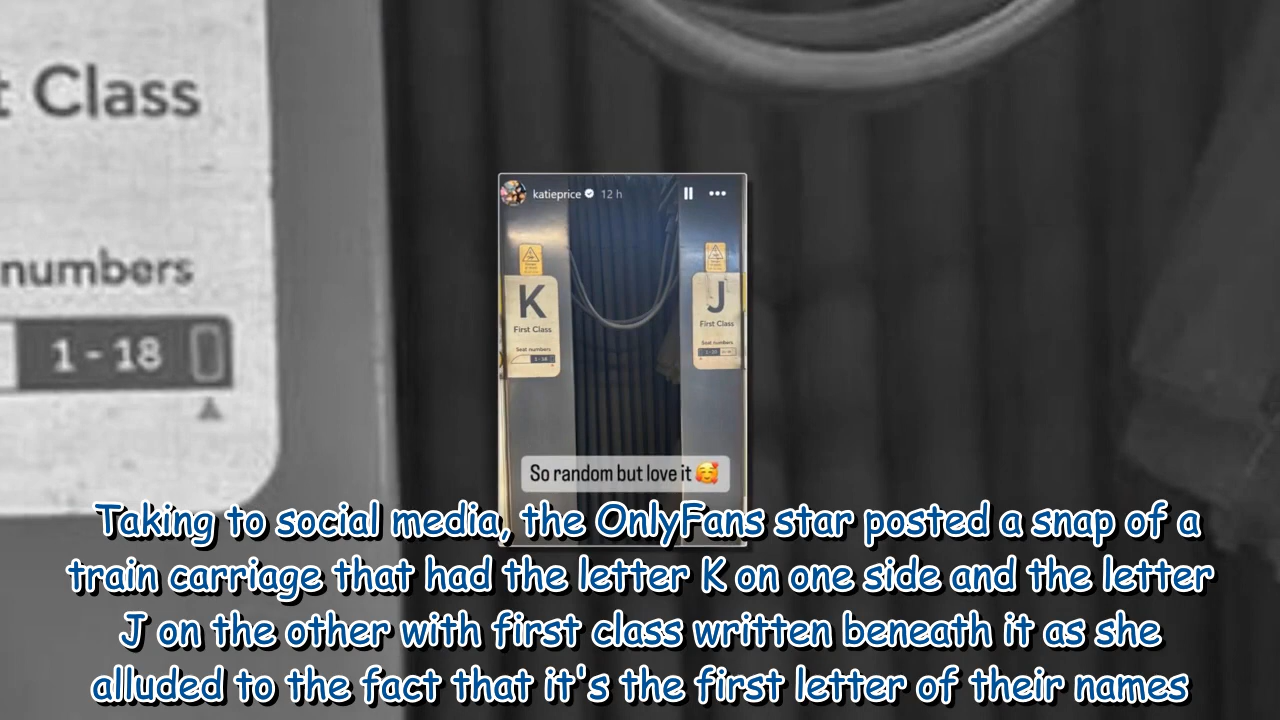 t Class
numbers
1 - 18
katieprice 12 h
K
First Class
Seat numbers
1 - 18
J
First Class
Seat numbers
So random but love it 🥰
Taking to social media, the OnlyFans star posted a snap of a
train carriage that had the letter K on one side and the letter
J on the other with first class written beneath it as she
alluded to the fact that it's the first letter of their names